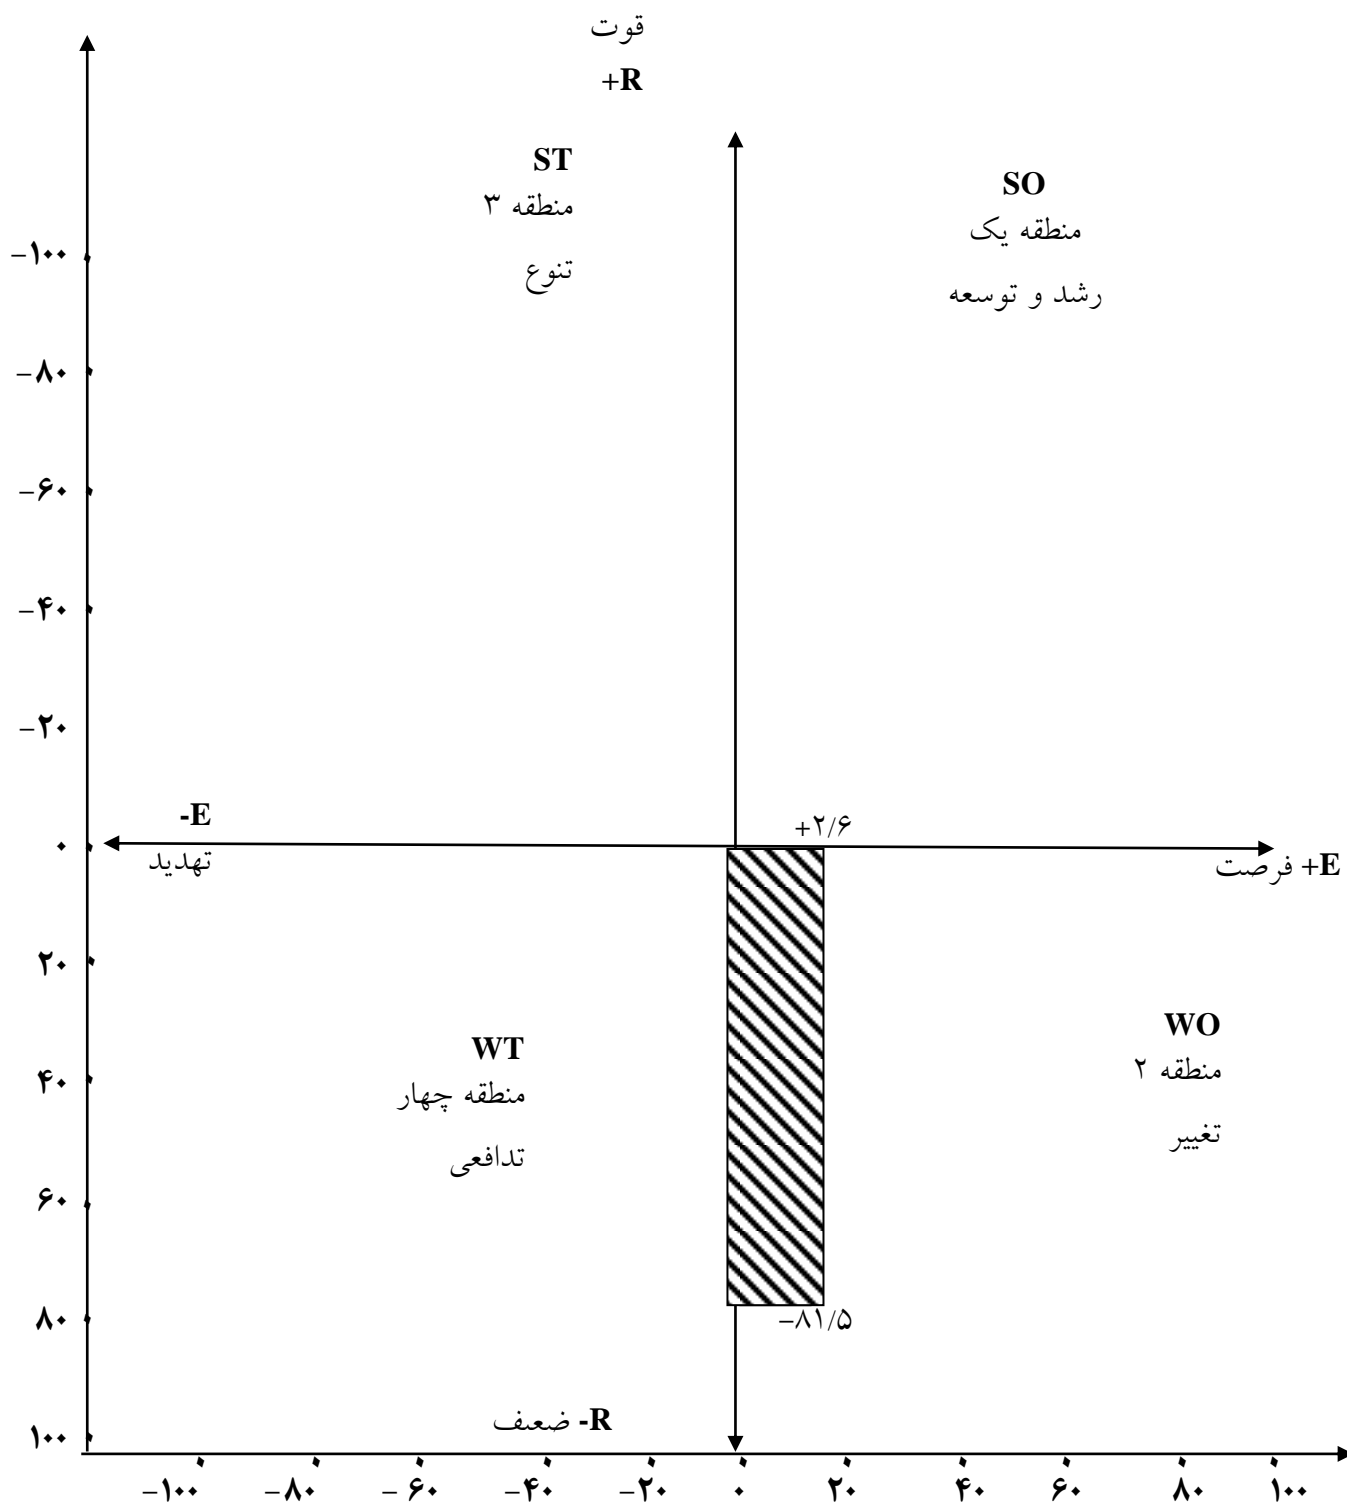 قوت
+R
ST
منطقه ۳
تنوع
SO
منطقه یک
رشد و توسعه
−۱۰۰
−۸۰
−۶۰
−۴۰
−۲۰
۰
۲۰
۴۰
۶۰
۸۰
۱۰۰
-E
تهدید
+۲/۶
+E فرصت
WT
منطقه چهار
تدافعی
WO
منطقه ۲
تغییر
−۸۱/۵
-R ضعف
−۱۰۰ −۸۰ −۶۰ −۴۰ −۲۰ ۰ ۲۰ ۴۰ ۶۰ ۸۰ ۱۰۰